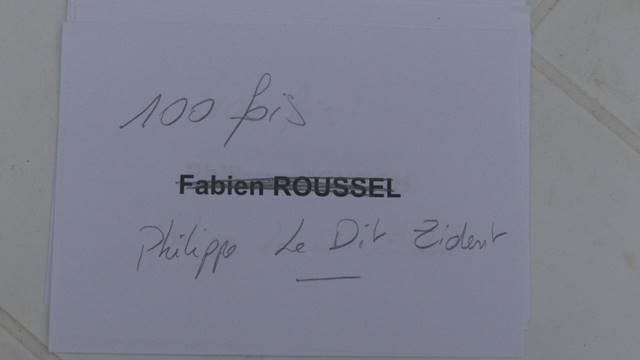 100 fois
Fabien ROUSSEL
Philippe Le Dit Zident